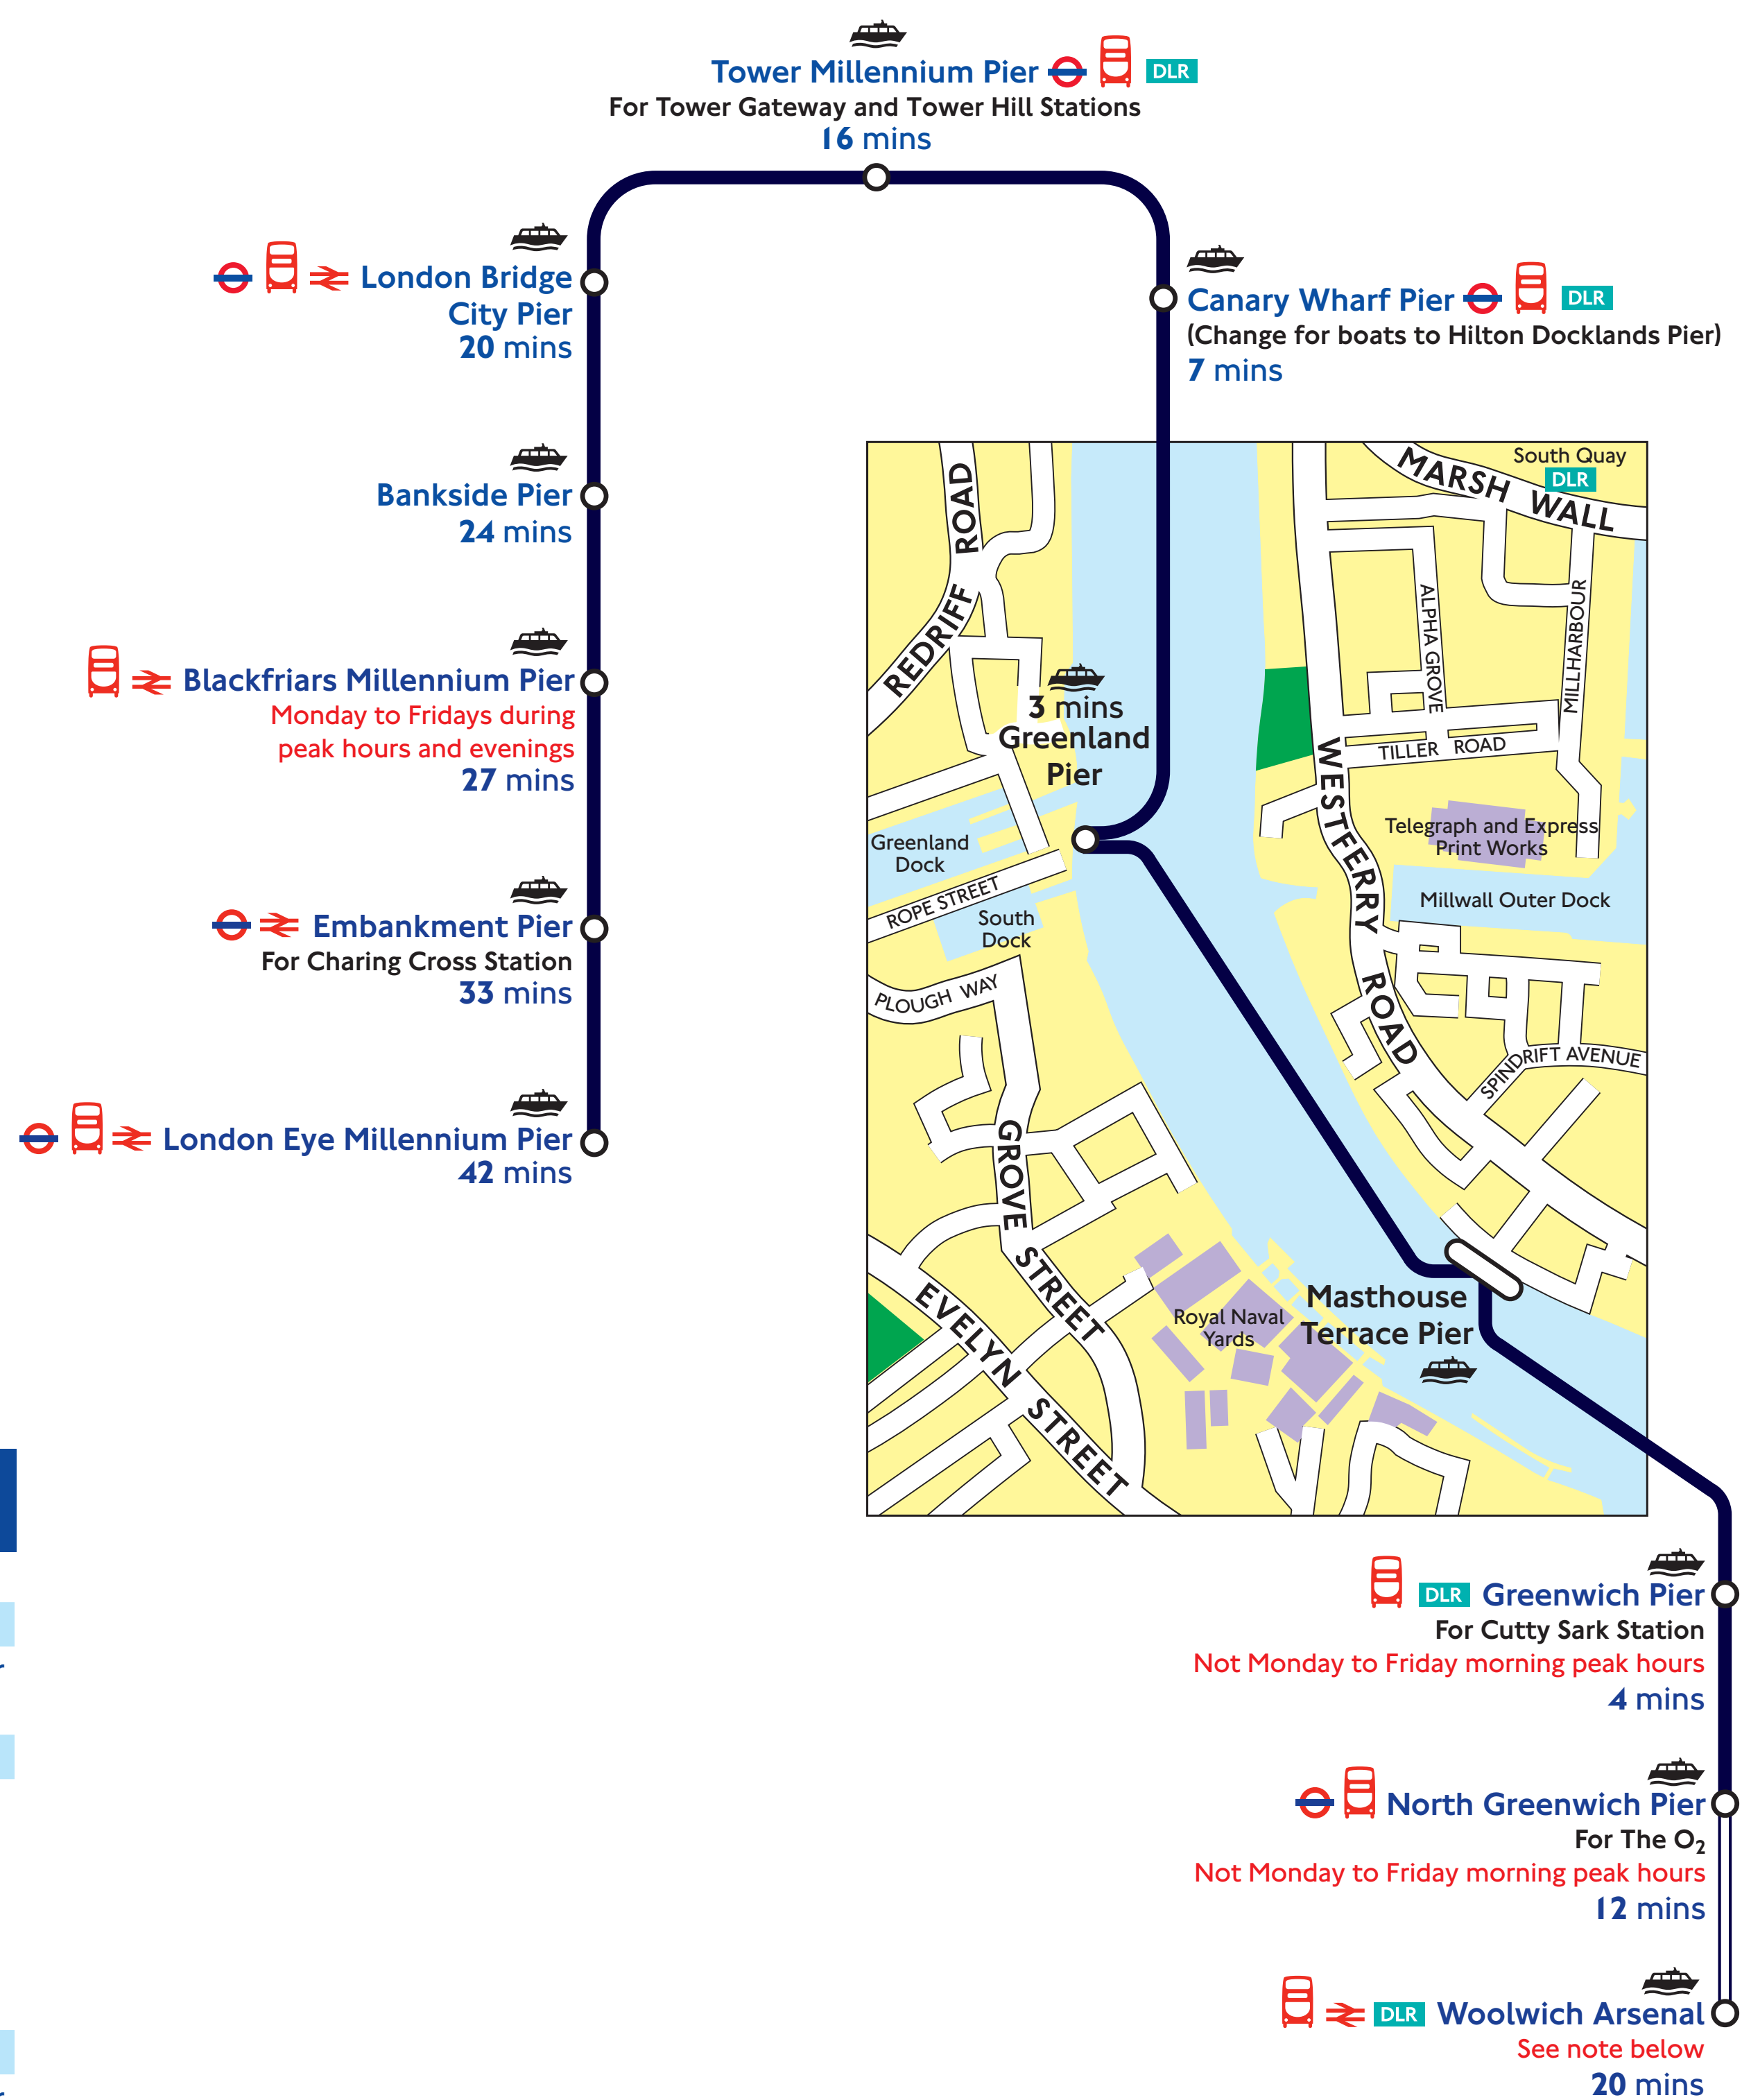 Tower Millennium Pier DLR
For Tower Gateway and Tower Hill Stations
16 mins
London Bridge
City Pier
20 mins
Canary Wharf Pier DLR
(Change for boats to Hilton Docklands Pier)
7 mins
Bankside Pier
24 mins
Blackfriars Millennium Pier
Monday to Fridays during
peak hours and evenings
27 mins
Embankment Pier
For Charing Cross Station
33 mins
London Eye Millennium Pier
42 mins
South Quay
DLR
MARSH WALL
REDRIFF ROAD
ALPHA GROVE
MILLHARBOUR
3 mins
Greenland
Pier
TILLER ROAD
WESTFERRY ROAD
Telegraph and Express
Print Works
Greenland
Dock
ROPE STREET
South
Dock
Millwall Outer Dock
PLOUGH WAY
SPINDRIFT AVENUE
GROVE STREET
EVELYN STREET
Royal Naval
Yards
Masthouse
Terrace Pier
DLR Greenwich Pier
For Cutty Sark Station
Not Monday to Friday morning peak hours
4 mins
North Greenwich Pier
For The O2
Not Monday to Friday morning peak hours
12 mins
DLR Woolwich Arsenal
See note below
20 mins